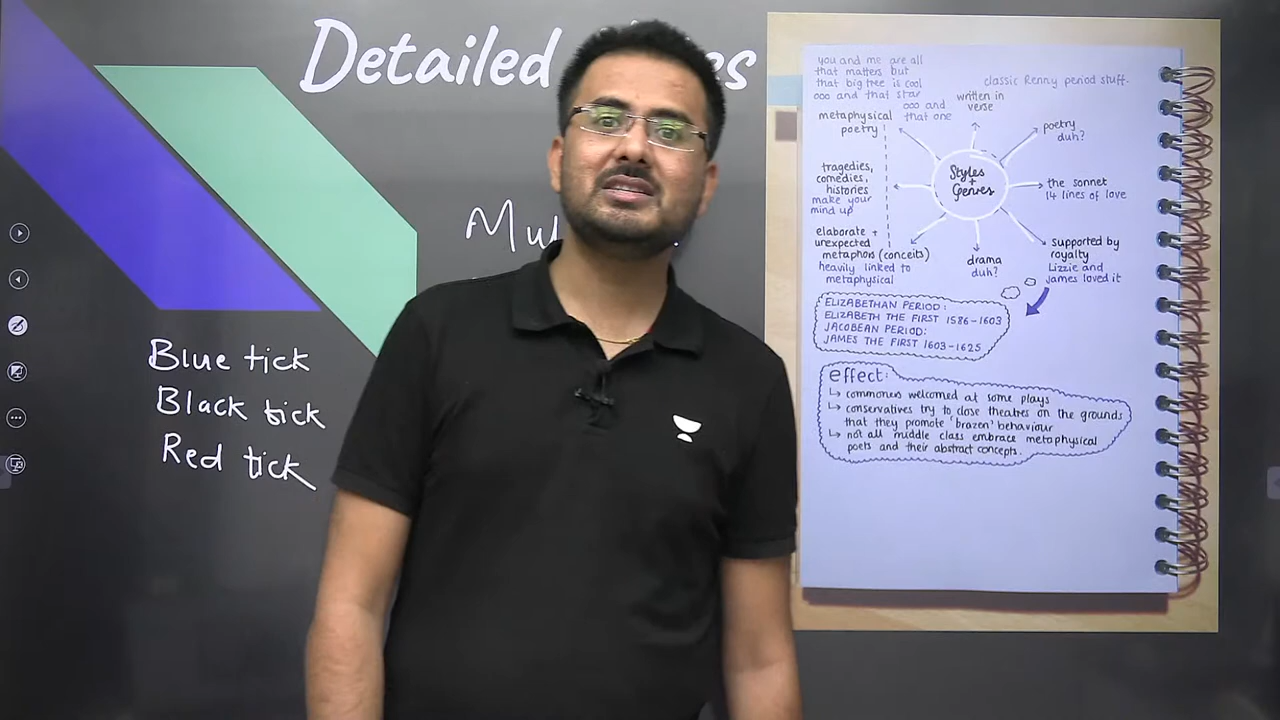 Detailed
Mul
Blue tick
Black tick
Red tick
you and me are all
that matters but
that big tree is cool
ooo and that star
ooo and
that one
classic Renny period stuff-
written in
verse
metaphysical
poetry
poetry
duh?
tragedies,
comedies,
histories
make your
mind up
Styles
+
Genres
the sonnet
14 lines of love
elaborate +
unexpected
metaphors (conceits)
heavily linked to
metaphysical
drama
duh?
supported by
royalty
Lizzie and
James loved it
ELIZABETHAN PERIOD:
ELIZABETH THE FIRST 1586-1603
JACOBEAN PERIOD:
JAMES THE FIRST 1603-1625
effect:
↳ commoners welcomed at some plays
↳ conservatives try to close theatres on the grounds
that they promote 'brazen' behaviour
↳ not all middle class embrace metaphysical
poets and their abstract concepts.